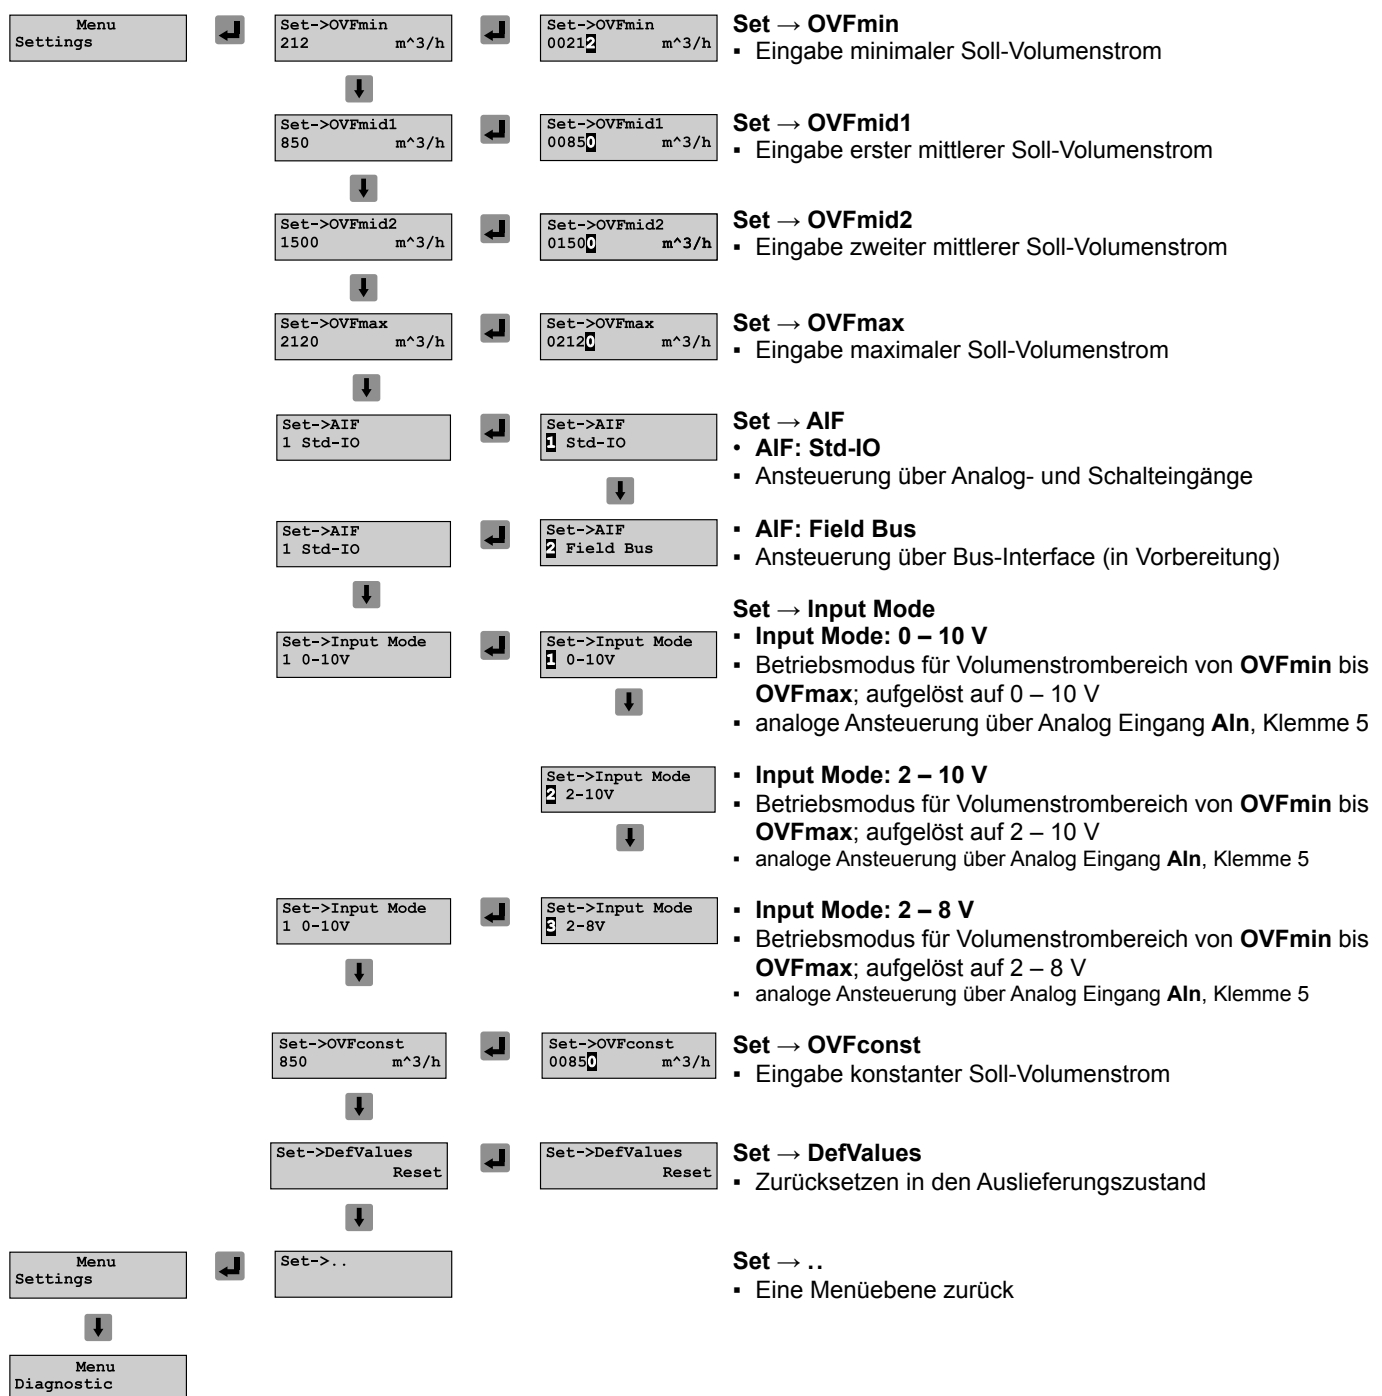 Menu
Settings
Set->OVFmin
212 m^3/h
Set->OVFmin
00212 m^3/h
Set → OVFmin
▪ Eingabe minimaler Soll-Volumenstrom
Set->OVFmid1
850 m^3/h
Set->OVFmid1
00850 m^3/h
Set → OVFmid1
▪ Eingabe erster mittlerer Soll-Volumenstrom
Set->OVFmid2
1500 m^3/h
Set->OVFmid2
01500 m^3/h
Set → OVFmid2
▪ Eingabe zweiter mittlerer Soll-Volumenstrom
Set->OVFmax
2120 m^3/h
Set->OVFmax
02120 m^3/h
Set → OVFmax
▪ Eingabe maximaler Soll-Volumenstrom
Set->AIF
1 Std-IO
Set->AIF
1 Std-IO
Set → AIF
• AIF: Std-IO
▪ Ansteuerung über Analog- und Schalteingänge
Set->AIF
1 Std-IO
Set->AIF
2 Field Bus
▪ AIF: Field Bus
▪ Ansteuerung über Bus-Interface (in Vorbereitung)
Set->Input Mode
1 0-10V
Set->Input Mode
1 0-10V
Set → Input Mode
▪ Input Mode: 0 – 10 V
▪ Betriebsmodus für Volumenstrombereich von OVFmin bis
OVFmax; aufgelöst auf 0 – 10 V
▪ analoge Ansteuerung über Analog Eingang AIn, Klemme 5
Set->Input Mode
2 2-10V
▪ Input Mode: 2 – 10 V
▪ Betriebsmodus für Volumenstrombereich von OVFmin bis
OVFmax; aufgelöst auf 2 – 10 V
▪ analoge Ansteuerung über Analog Eingang AIn, Klemme 5
Set->Input Mode
1 0-10V
Set->Input Mode
3 2-8V
▪ Input Mode: 2 – 8 V
▪ Betriebsmodus für Volumenstrombereich von OVFmin bis
OVFmax; aufgelöst auf 2 – 8 V
▪ analoge Ansteuerung über Analog Eingang AIn, Klemme 5
Set->OVFconst
850 m^3/h
Set->OVFconst
00850 m^3/h
Set → OVFconst
▪ Eingabe konstanter Soll-Volumenstrom
Set->DefValues
Reset
Set->DefValues
Reset
Set → DefValues
▪ Zurücksetzen in den Auslieferungszustand
Menu
Settings
Set->..
Set → ..
▪ Eine Menüebene zurück
Menu
Diagnostic